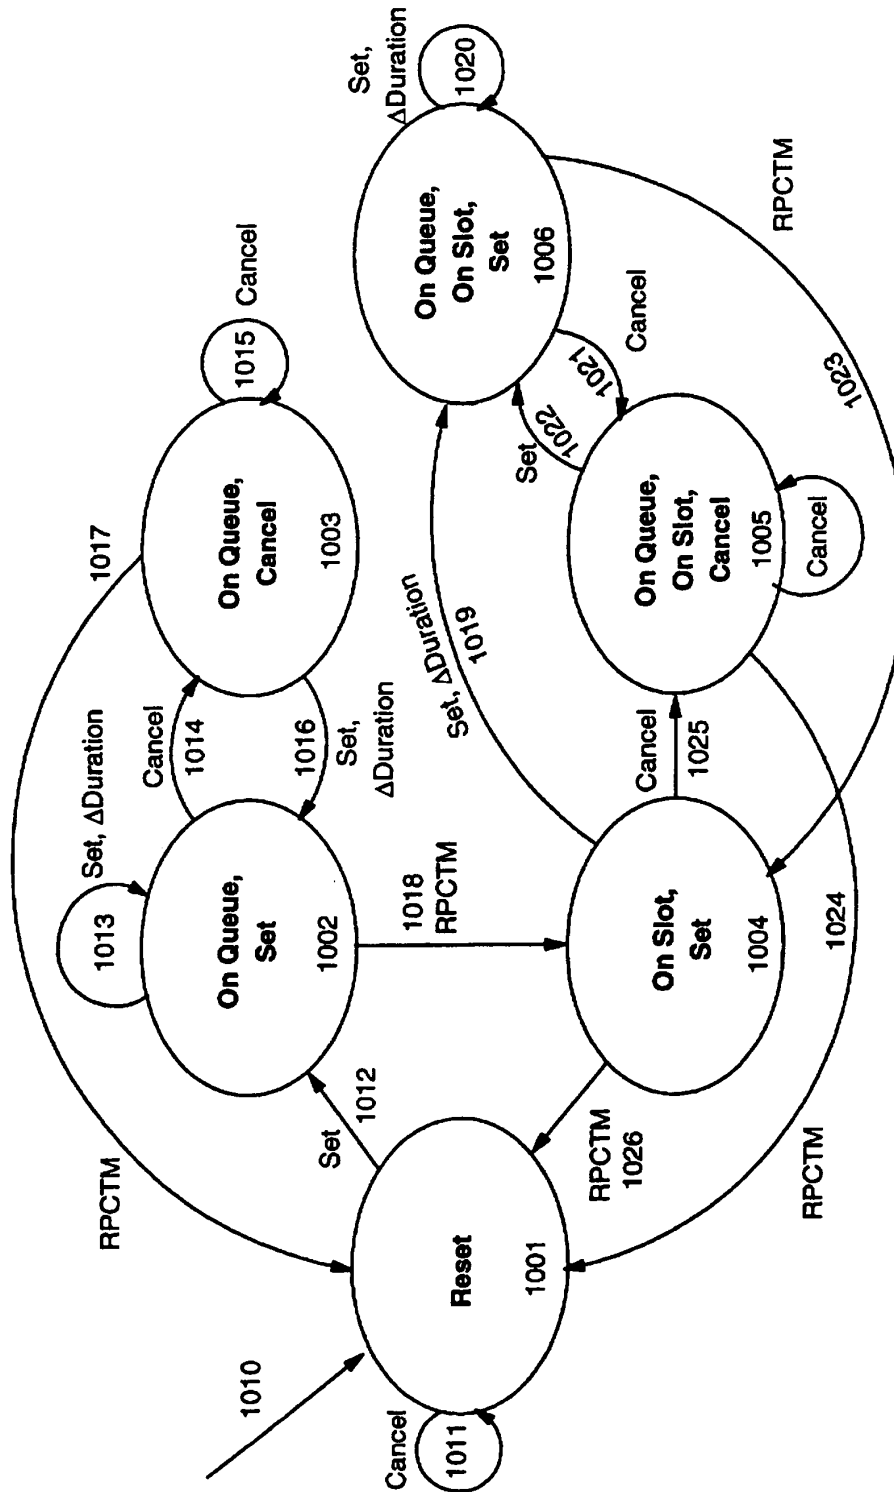 1010
Cancel
1011
Reset
1001
RPCTM
1017
Set
1012
Set, ΔDuration
1013
On Queue,
Set
1002
Cancel
1014
1016
Set,
ΔDuration
On Queue,
Cancel
1003
1015
Cancel
1018
RPCTM
RPCTM
1026
On Slot,
Set
1004
Set, ΔDuration
1019
Cancel
1025
On Queue,
On Slot,
Cancel
1005
Cancel
Set
1022
1021
Cancel
On Queue,
On Slot,
Set
1006
Set,
ΔDuration
1020
RPCTM
1023
1024
RPCTM